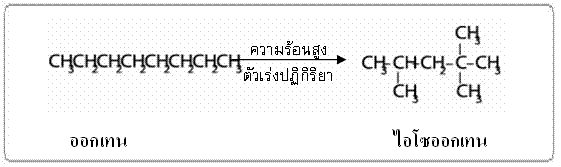 CH₃CH₂CH₂CH₂CH₂CH₂CH₂CH₃
ความร้อนสูง
ตัวเร่งปฏิกิริยา
CH₃
CH₃-CH-CH₂-C-CH₃
CH₃ CH₃
ออกเทน ไอโซออกเทน